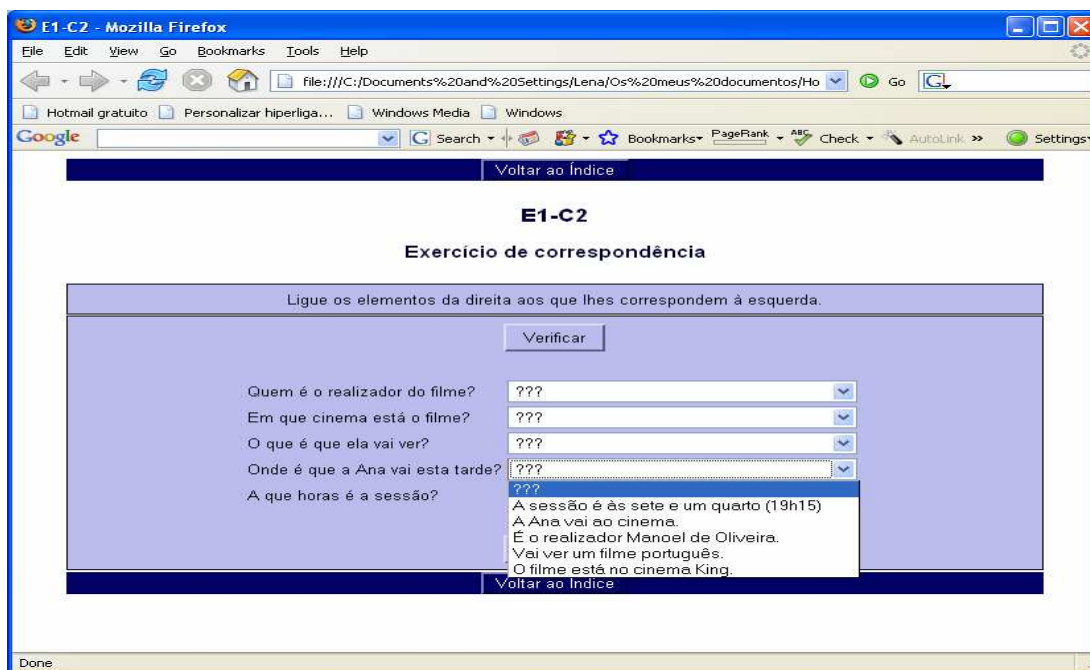 E1-C2 - Mozilla Firefox
File Edit View Go Bookmarks Tools Help
file:///C:/Documents%20and%20Settings/Lena/Os%20meus%20documentos/Ho Go G
Hotmail gratuito Personalizar hiperliga... Windows Media Windows
Google G Search Bookmarks PageRank ABC Check AutoLink » Settings
Voltar ao Índice
E1-C2
Exercício de correspondência
Ligue os elementos da direita aos que lhes correspondem à esquerda.
Verificar
Quem é o realizador do filme? ???
Em que cinema está o filme? ???
O que é que ela vai ver? ???
Onde é que a Ana vai esta tarde? ???
A que horas é a sessão?
???
A sessão é às sete e um quarto (19h15)
A Ana vai ao cinema.
É o realizador Manoel de Oliveira.
Vai ver um filme português.
O filme está no cinema King.
Voltar ao Índice
Done